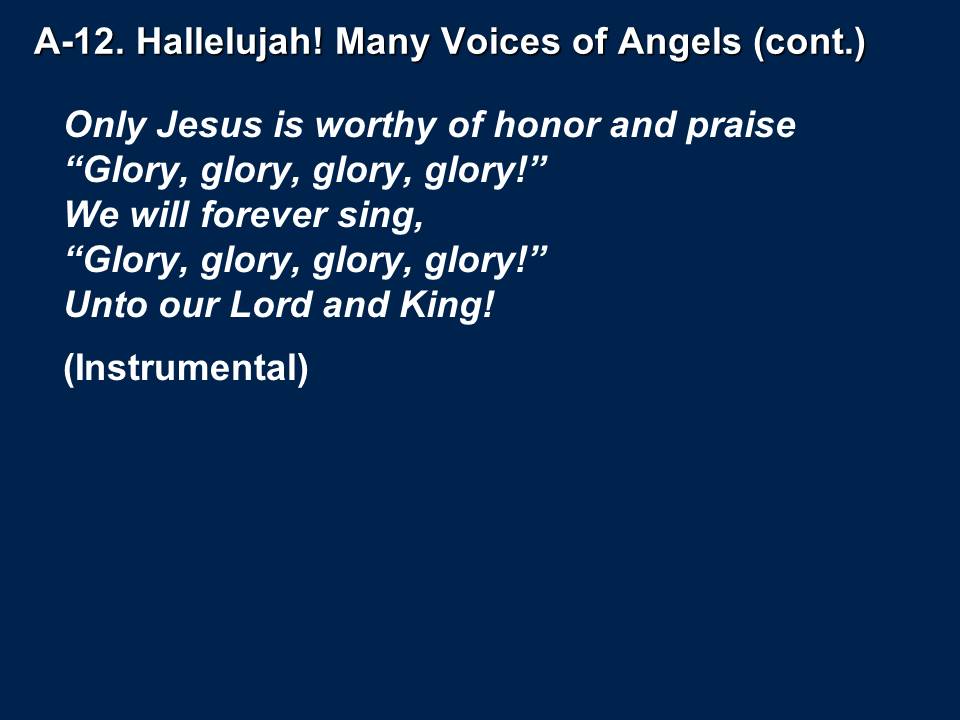 A-12. Hallelujah! Many Voices of Angels (cont.)
Only Jesus is worthy of honor and praise
“Glory, glory, glory, glory!”
We will forever sing,
“Glory, glory, glory, glory!”
Unto our Lord and King!
(Instrumental)